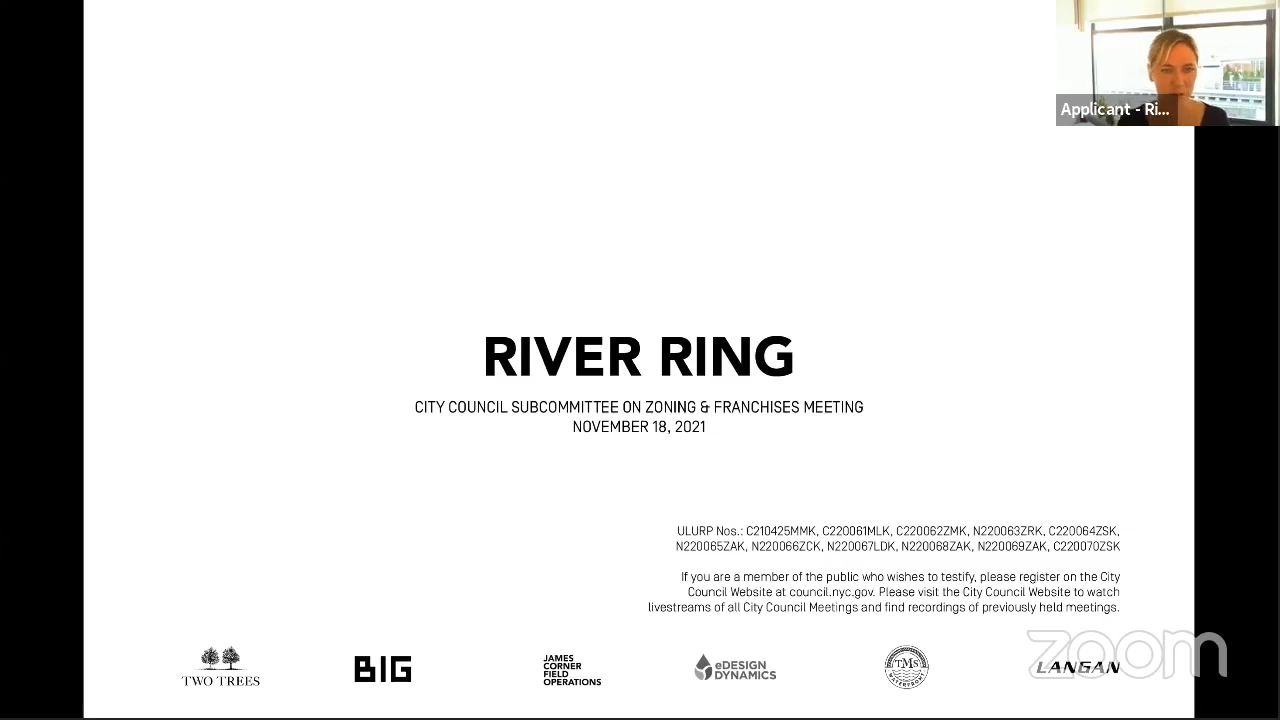 Applicant - Ri...
RIVER RING
CITY COUNCIL SUBCOMMITTEE ON ZONING & FRANCHISES MEETING
NOVEMBER 18, 2021
ULURP Nos.: C210425MMK, C220061MLK, C220062ZMK, N220063ZRK, C220064ZSK,
N220065ZAK, N220066ZCK, N220067LDK, N220068ZAK, N220069ZAK, C220070ZSK
If you are a member of the public who wishes to testify, please register on the City
Council Website at council.nyc.gov. Please visit the City Council Website to watch
livestreams of all City Council Meetings and find recordings of previously held meetings.
zoom
TWO TREES
BIG
JAMES
CORNER
FIELD
OPERATIONS
eDESIGN
DYNAMICS
TMS
WATERFRONT
LANGAN